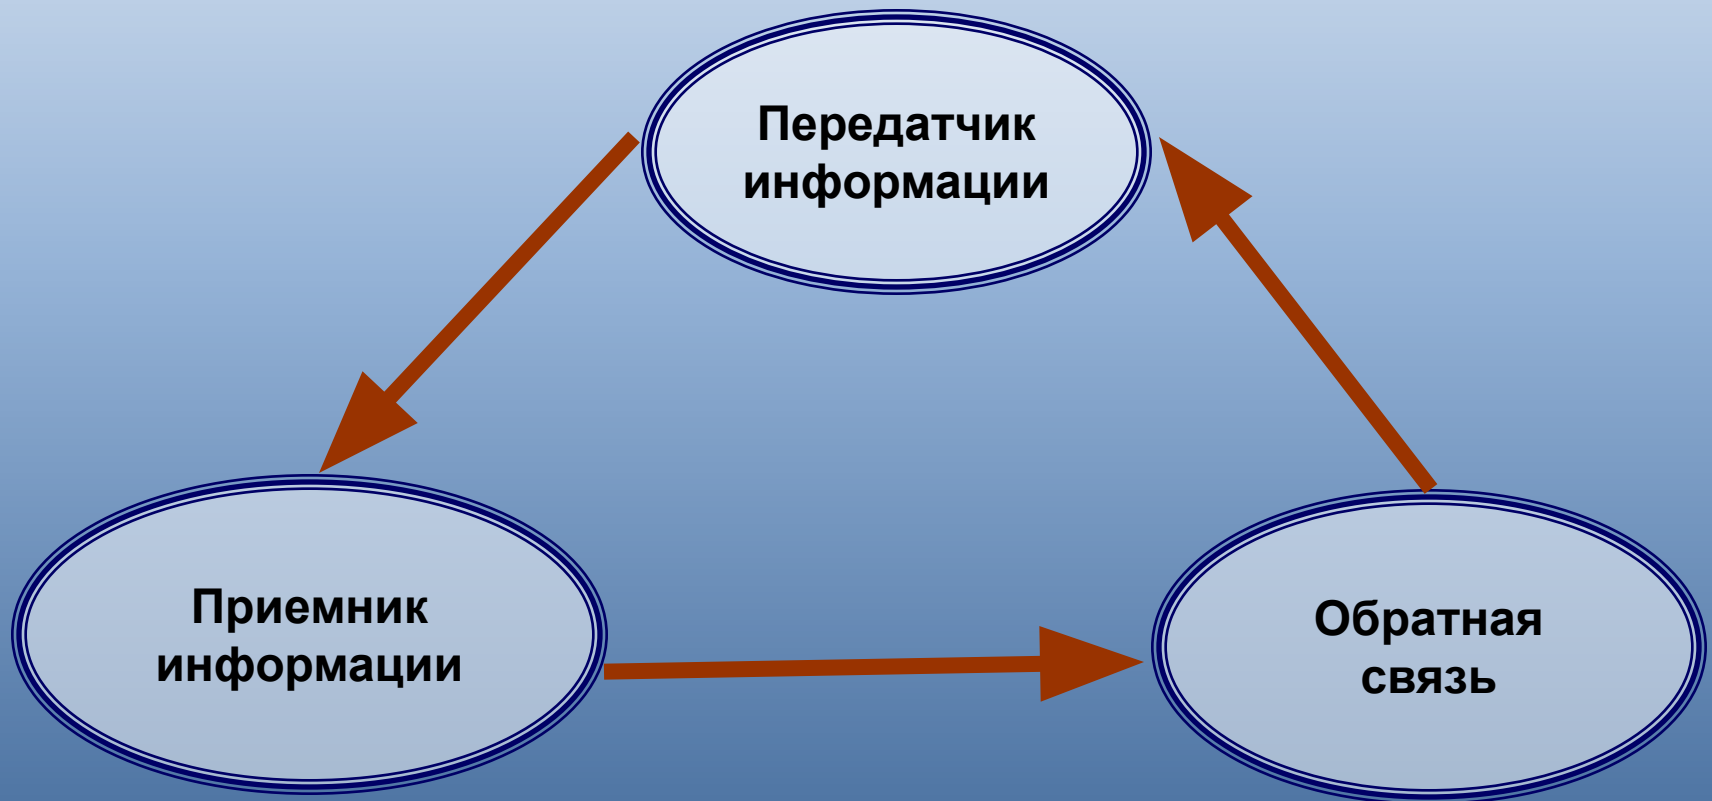 Передатчик
информации
Приемник
информации
Обратная
связь